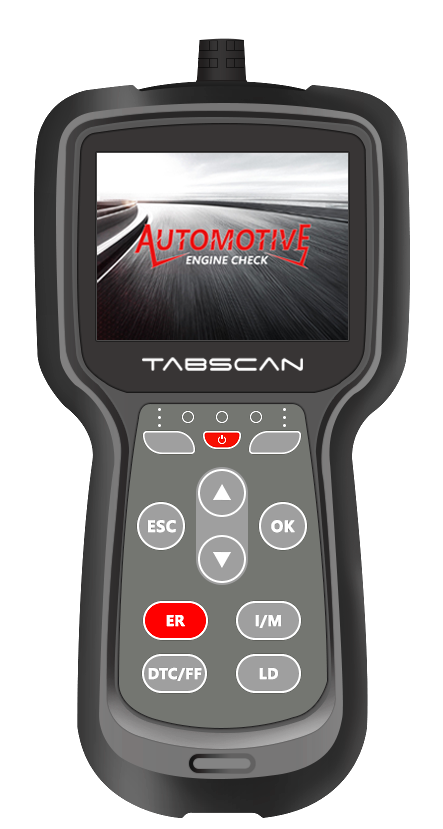 AUTOMOTIVE
ENGINE CHECK
TABSCAN
ESC
OK
ER
I/M
DTC/FF
LD